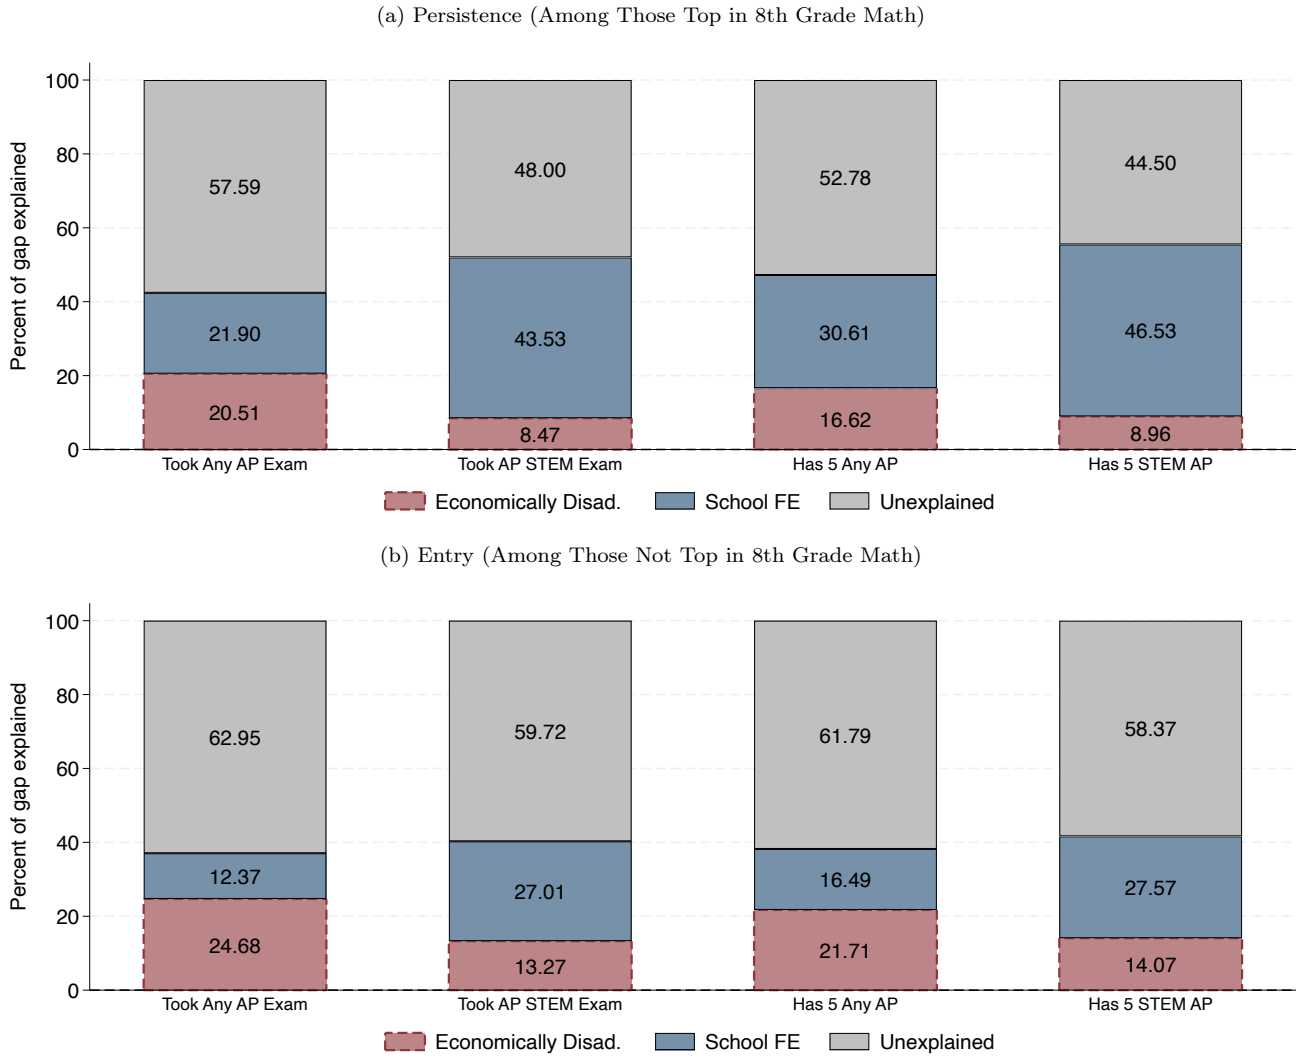 (a) Persistence (Among Those Top in 8th Grade Math)
Percent of gap explained
100
80
60
40
20
0
57.59
48.00
52.78
44.50
21.90
43.53
30.61
46.53
20.51
8.47
16.62
8.96
Took Any AP Exam
Took AP STEM Exam
Has 5 Any AP
Has 5 STEM AP
Economically Disad.
School FE
Unexplained
(b) Entry (Among Those Not Top in 8th Grade Math)
Percent of gap explained
100
80
60
40
20
0
62.95
59.72
61.79
58.37
12.37
27.01
16.49
27.57
24.68
13.27
21.71
14.07
Took Any AP Exam
Took AP STEM Exam
Has 5 Any AP
Has 5 STEM AP
Economically Disad.
School FE
Unexplained